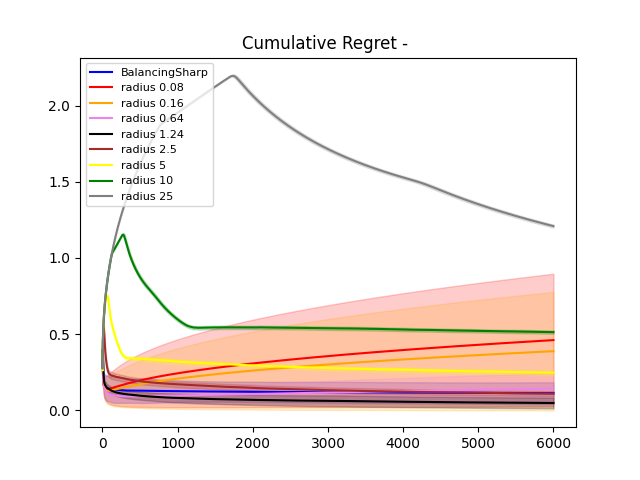 Cumulative Regret -
BalancingSharp
radius 0.08
radius 0.16
radius 0.64
radius 1.24
radius 2.5
radius 5
radius 10
radius 25
2.0
1.5
1.0
0.5
0.0
0 1000 2000 3000 4000 5000 6000